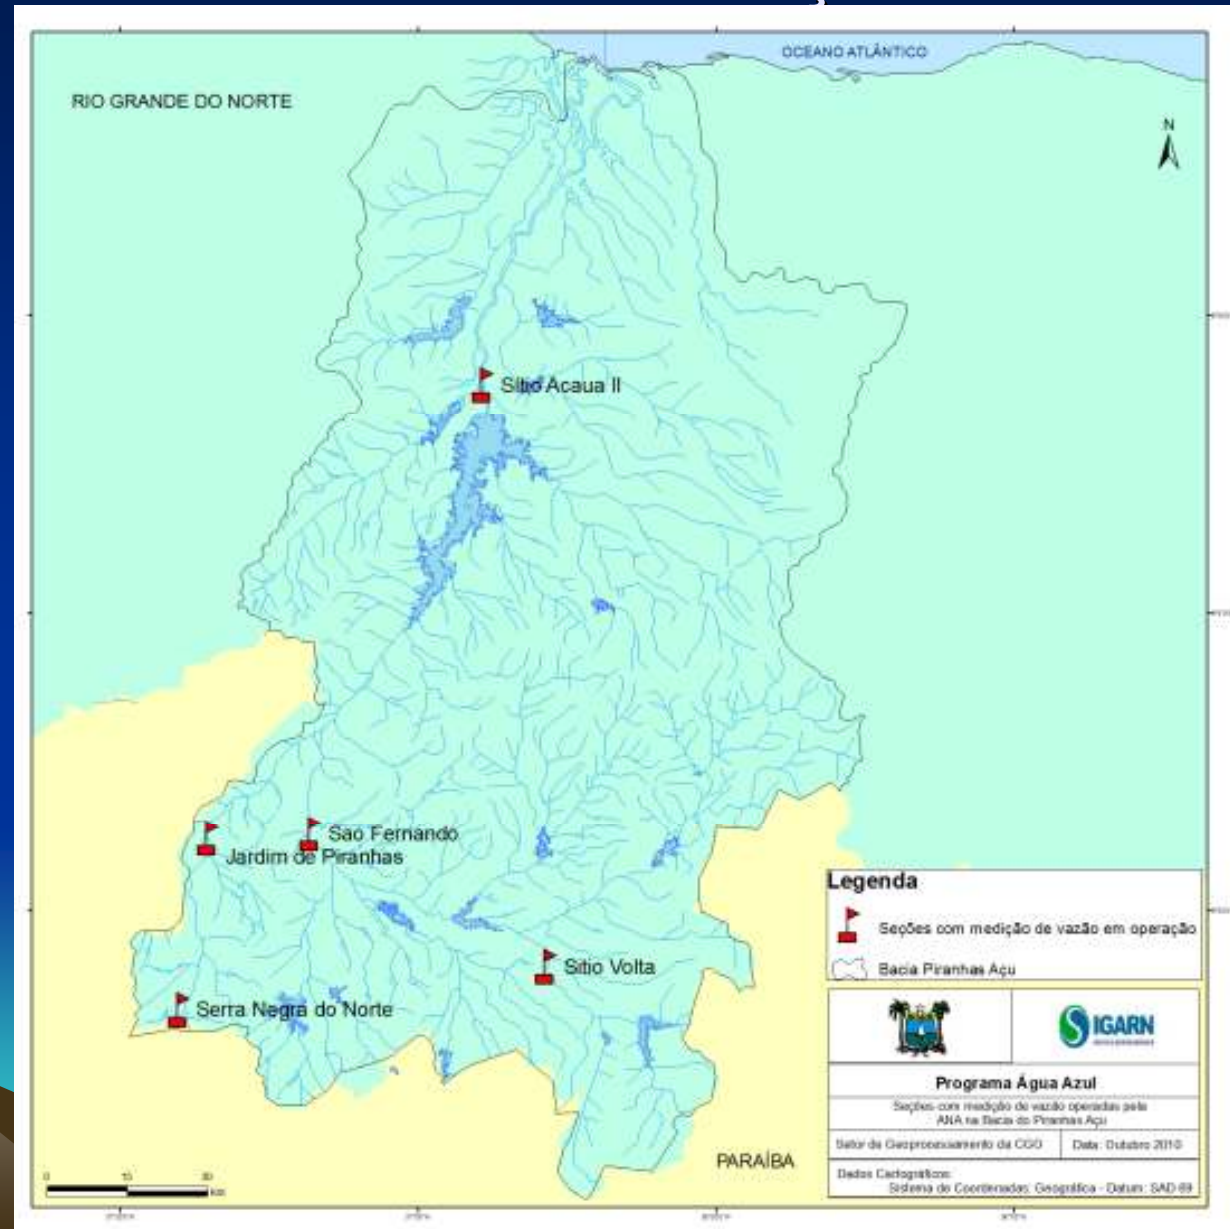 OCEANO ATLÂNTICO
RIO GRANDE DO NORTE
N
Sítio Acaua II
Sao Fernando
Jardim de Piranhas
Sitio Volta
Serra Negra do Norte
PARAÍBA
Legenda
Seções com medição de vazão em operação
Bacia Piranhas Açu
IGARN
Programa Água Azul
Seções com medição de vazão operadas pela
ANA na Bacia do Piranhas Açu
Setor de Geoprocessamento da CGO
Data: Outubro 2010
Dados Cartográficos:
Sistema de Coordenadas: Geográfica - Datum: SAD 69
0
Km